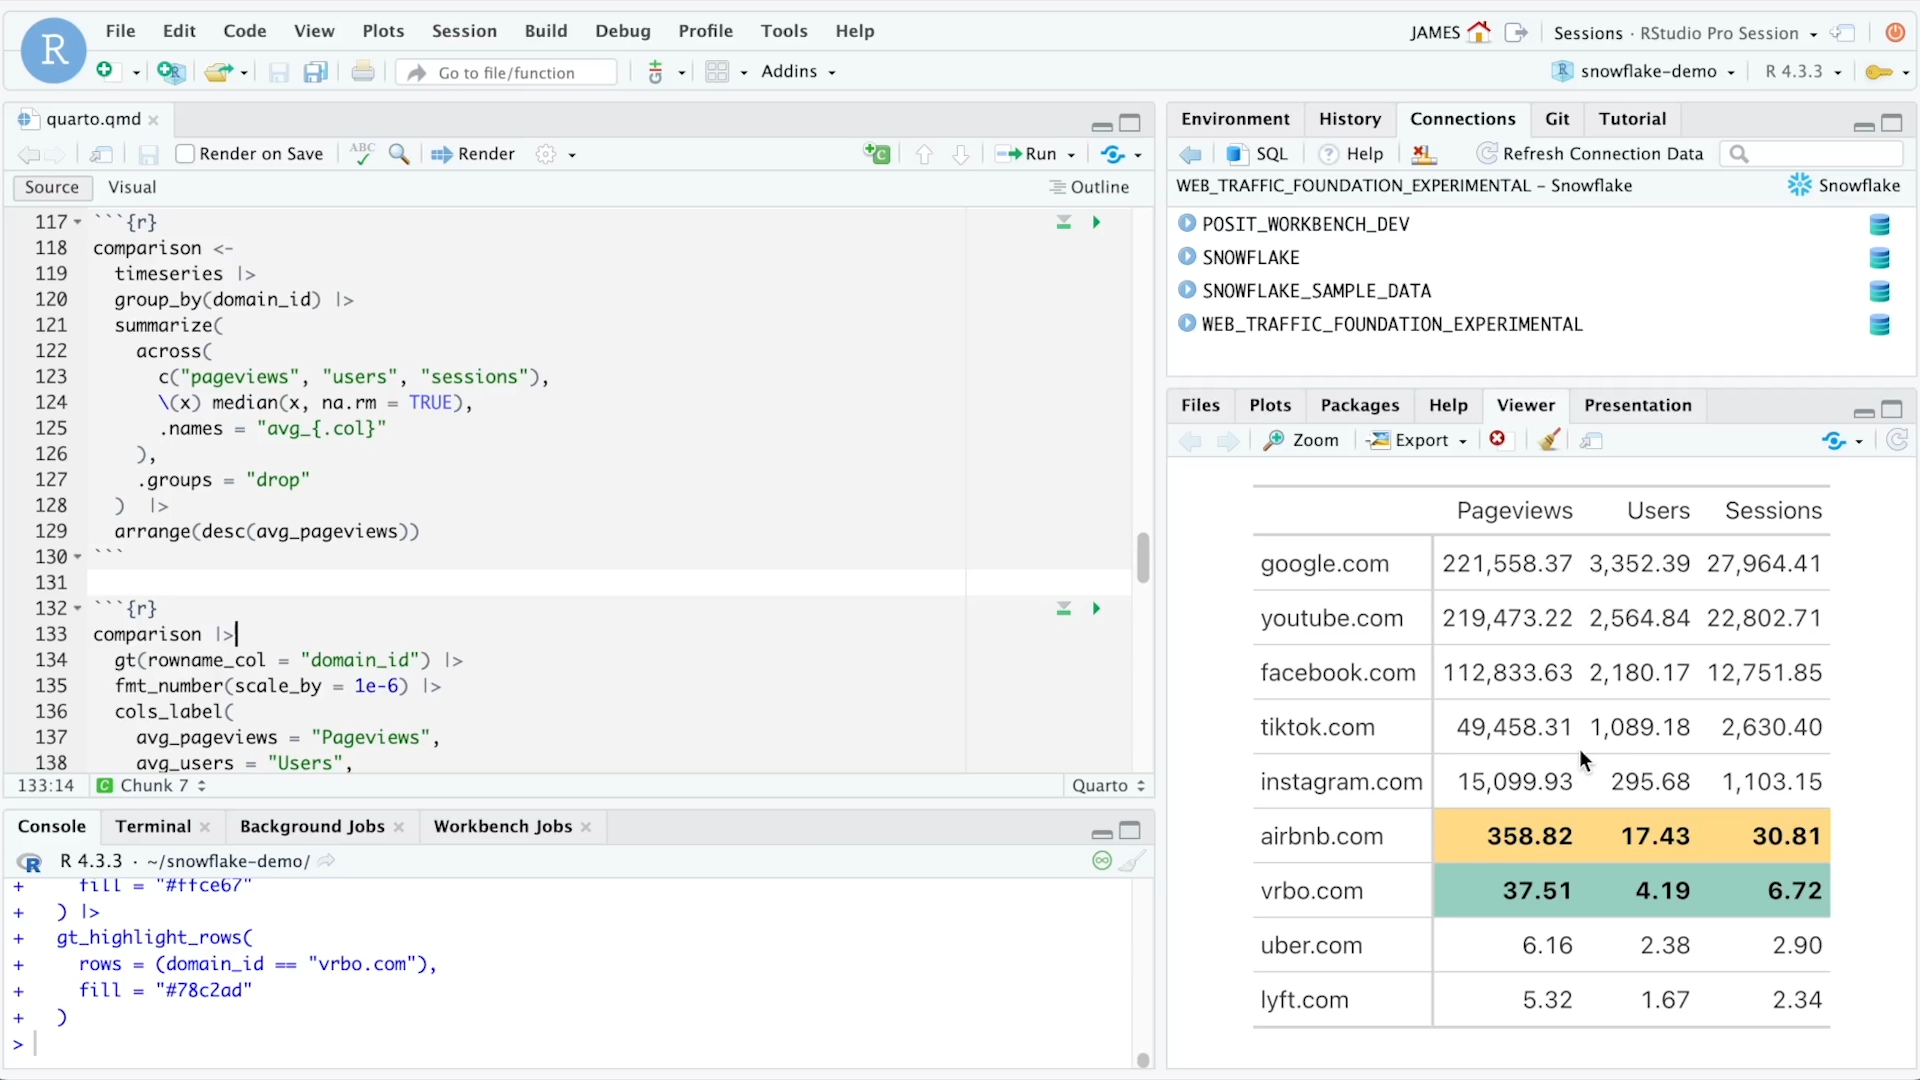 R File Edit Code View Plots Session Build Debug Profile Tools Help JAMES Sessions · RStudio Pro Session
Go to file/function Addins snowflake-demo R 4.3.3
quarto.qmd
Render on Save ABC Render Run
Source Visual Outline
117 ```{r}
118 comparison <-
119   timeseries |>
120   group_by(domain_id) |>
121   summarize(
122     across(
123       c("pageviews", "users", "sessions"),
124       \(x) median(x, na.rm = TRUE),
125       .names = "avg_{.col}"
126     ),
127     .groups = "drop"
128   )  |>
129   arrange(desc(avg_pageviews))
130 ```
131
132 ```{r}
133 comparison |>
134   gt(rowname_col = "domain_id") |>
135   fmt_number(scale_by = 1e-6) |>
136   cols_label(
137     avg_pageviews = "Pageviews",
138     avg_users = "Users",
133:14 C Chunk 7 Quarto
Console Terminal Background Jobs Workbench Jobs
R R 4.3.3 · ~/snowflake-demo/
+     fill = "#ffce67"
+   ) |>
+   gt_highlight_rows(
+     rows = (domain_id == "vrbo.com"),
+     fill = "#78c2ad"
+   )
>
Environment History Connections Git Tutorial
SQL Help Refresh Connection Data
WEB_TRAFFIC_FOUNDATION_EXPERIMENTAL – Snowflake Snowflake
POSIT_WORKBENCH_DEV
SNOWFLAKE
SNOWFLAKE_SAMPLE_DATA
WEB_TRAFFIC_FOUNDATION_EXPERIMENTAL
Files Plots Packages Help Viewer Presentation
Zoom Export
Pageviews Users Sessions
google.com 221,558.37 3,352.39 27,964.41
youtube.com 219,473.22 2,564.84 22,802.71
facebook.com 112,833.63 2,180.17 12,751.85
tiktok.com 49,458.31 1,089.18 2,630.40
instagram.com 15,099.93 295.68 1,103.15
airbnb.com 358.82 17.43 30.81
vrbo.com 37.51 4.19 6.72
uber.com 6.16 2.38 2.90
lyft.com 5.32 1.67 2.34